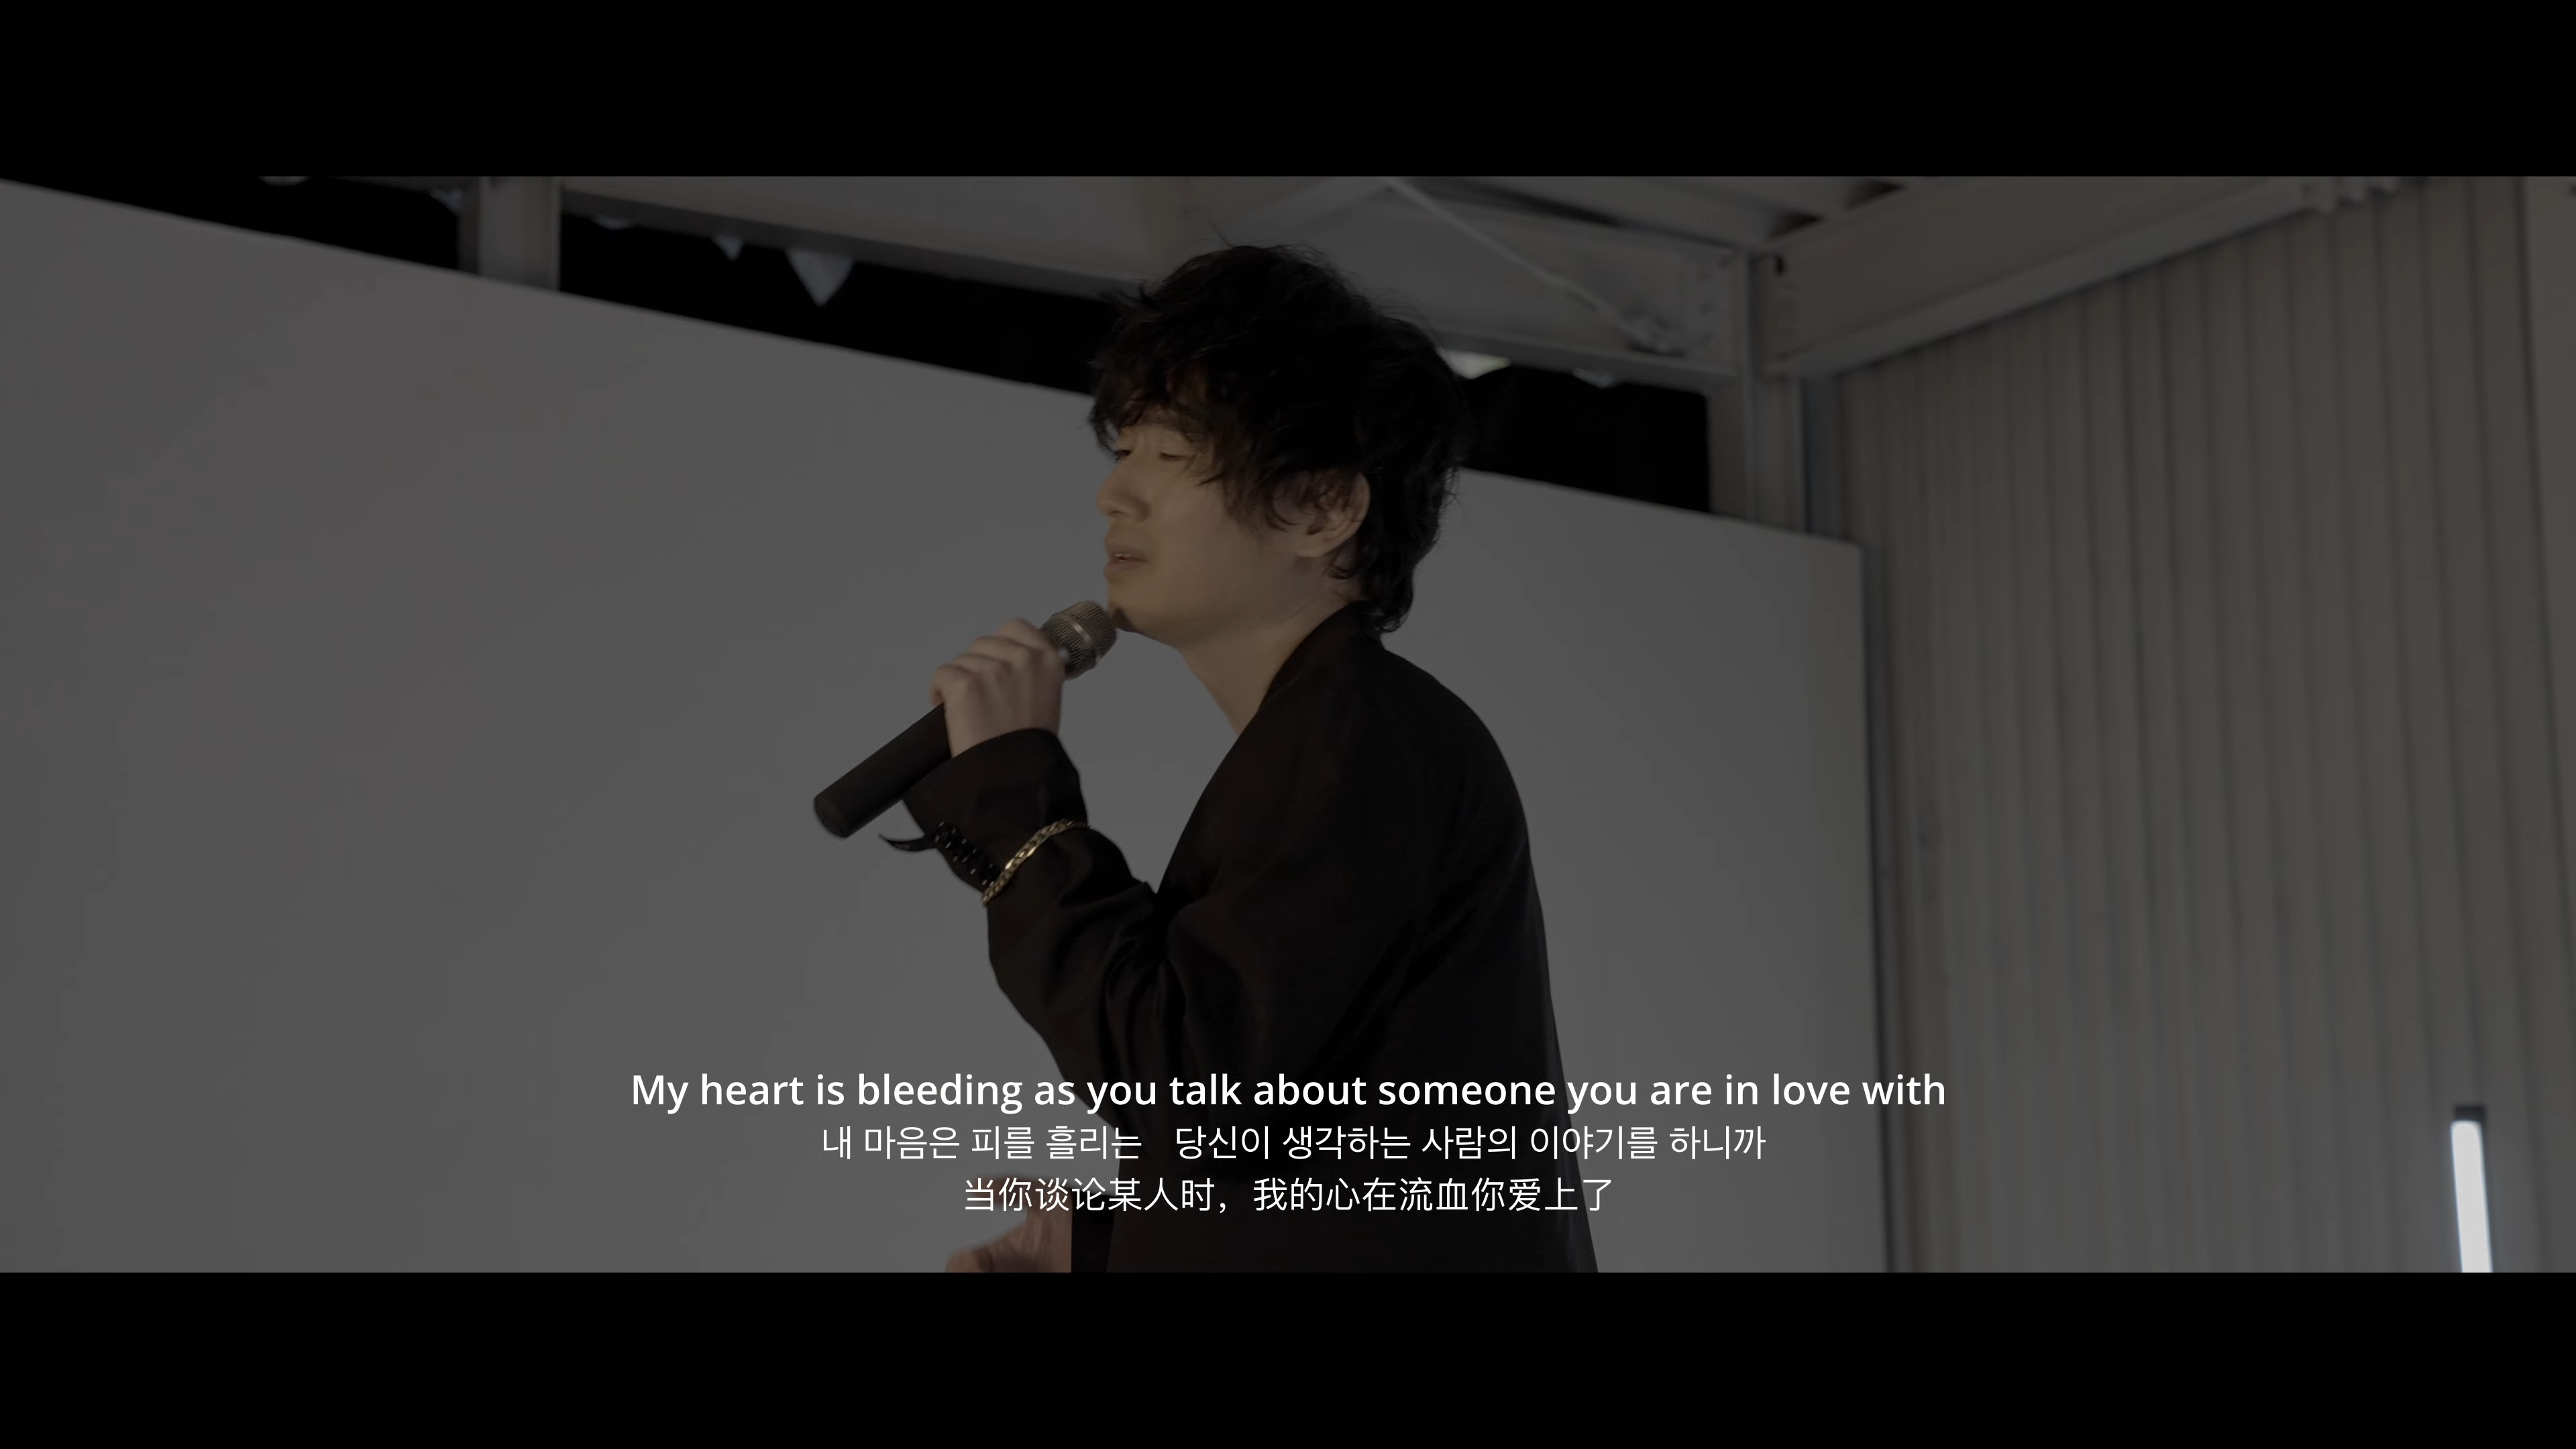 My heart is bleeding as you talk about someone you are in love with
내 마음은 피를 흘리는 당신이 생각하는 사람의 이야기를 하니까
当你谈论某人时，我的心在流血你爱上了